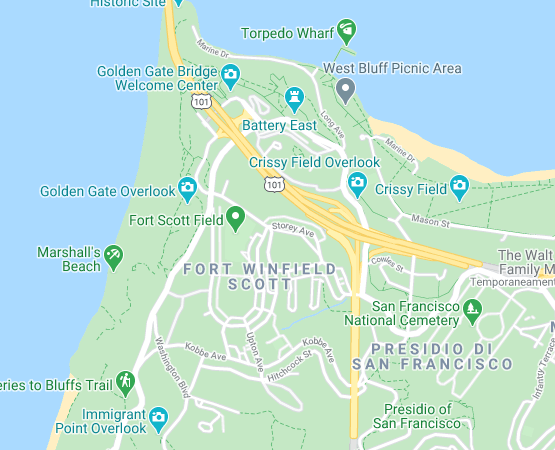 Historic Site
Torpedo Wharf
Marine Dr
Golden Gate Bridge
Welcome Center
West Bluff Picnic Area
101
Battery East
Long Ave
Marine Dr
Crissy Field Overlook
101
Golden Gate Overlook
Crissy Field
Fort Scott Field
Storey Ave
Mason St
Marshall's
Beach
FORT WINFIELD
SCOTT
Cowles St
The Walt
Family M
Temporaneament
San Francisco
National Cemetery
Washington Blvd
Kobbe Ave
Upton Ave
Kobbe Ave
Hitchcock St
PRESIDIO DI
SAN FRANCISCO
Infantry Terrace
eries to Bluffs Trail
Immigrant
Point Overlook
Presidio of
San Francisco